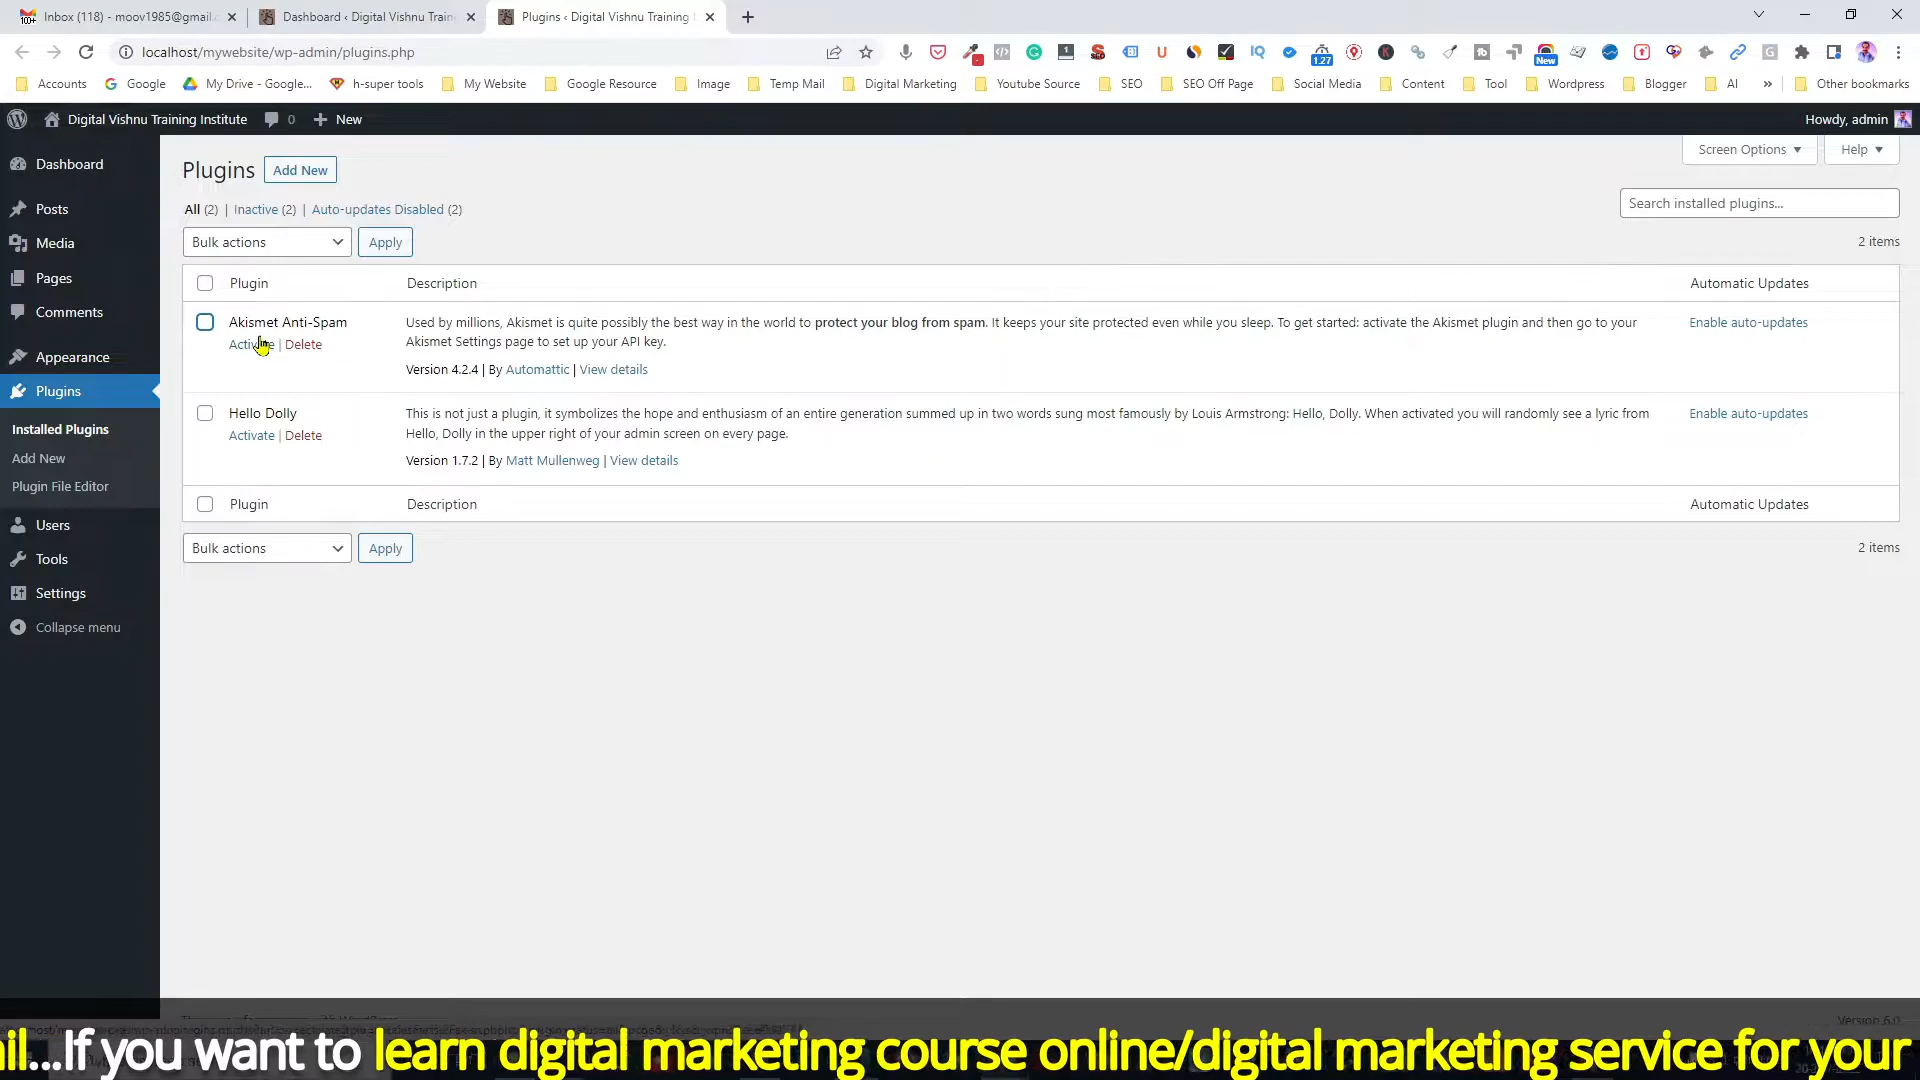 Inbox (118) - moov1985@gmail.c
Dashboard ‹ Digital Vishnu Train
Plugins ‹ Digital Vishnu Training I
localhost/mywebsite/wp-admin/plugins.php
1.27
New
Accounts
Google
My Drive - Google...
h-super tools
My Website
Google Resource
Image
Temp Mail
Digital Marketing
Youtube Source
SEO
SEO Off Page
Social Media
Content
Tool
Wordpress
Blogger
AI
»
Other bookmarks
Digital Vishnu Training Institute
0
New
Howdy, admin
Dashboard
Posts
Media
Pages
Comments
Appearance
Plugins
Installed Plugins
Add New
Plugin File Editor
Users
Tools
Settings
Collapse menu
Screen Options
Help
Plugins
Add New
All (2) | Inactive (2) | Auto-updates Disabled (2)
Search installed plugins...
Bulk actions
Apply
2 items
Plugin
Description
Automatic Updates
Akismet Anti-Spam
Activate | Delete
Used by millions, Akismet is quite possibly the best way in the world to protect your blog from spam. It keeps your site protected even while you sleep. To get started: activate the Akismet plugin and then go to your
Akismet Settings page to set up your API key.
Version 4.2.4 | By Automattic | View details
Enable auto-updates
Hello Dolly
Activate | Delete
This is not just a plugin, it symbolizes the hope and enthusiasm of an entire generation summed up in two words sung most famously by Louis Armstrong: Hello, Dolly. When activated you will randomly see a lyric from
Hello, Dolly in the upper right of your admin screen on every page.
Version 1.7.2 | By Matt Mullenweg | View details
Enable auto-updates
Plugin
Description
Automatic Updates
Bulk actions
Apply
2 items
Version 6.0
ail...If you want to learn digital marketing course online/digital marketing service for your